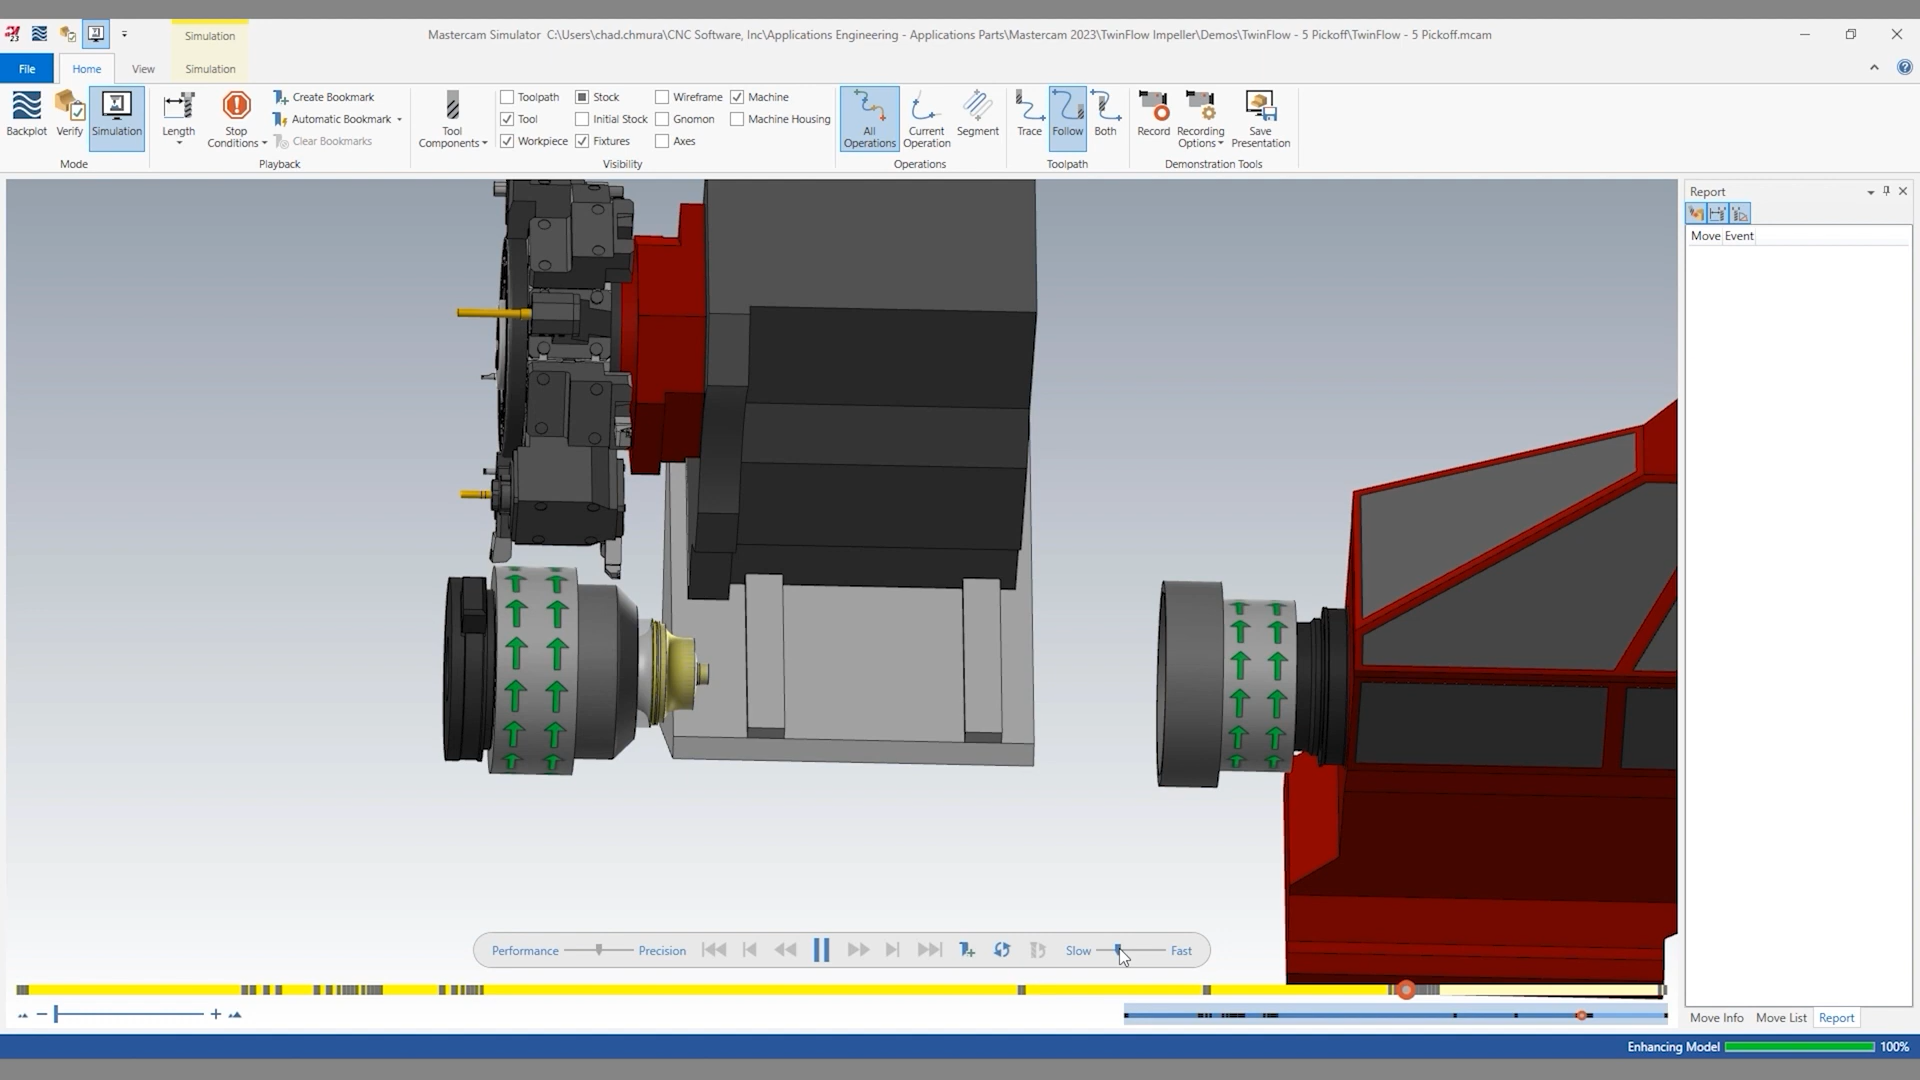 Simulation
Mastercam Simulator C:\Users\chad.chmura\CNC Software, Inc\Applications Engineering - Applications Parts\Mastercam 2023\TwinFlow Impeller\Demos\TwinFlow - 5 Pickoff\TwinFlow - 5 Pickoff.mcam
File Home View Simulation
Backplot Verify Simulation
Mode
Length Stop Conditions
Create Bookmark
Automatic Bookmark
Clear Bookmarks
Playback
Tool Components
Toolpath Stock Wireframe Machine
Tool Initial Stock Gnomon Machine Housing
Workpiece Fixtures Axes
Visibility
All Operations Current Operation Segment
Operations
Trace Follow Both
Toolpath
Record Recording Options Save Presentation
Demonstration Tools
Report
Move Event
Performance Precision Slow Fast
Move Info Move List Report
Enhancing Model 100%